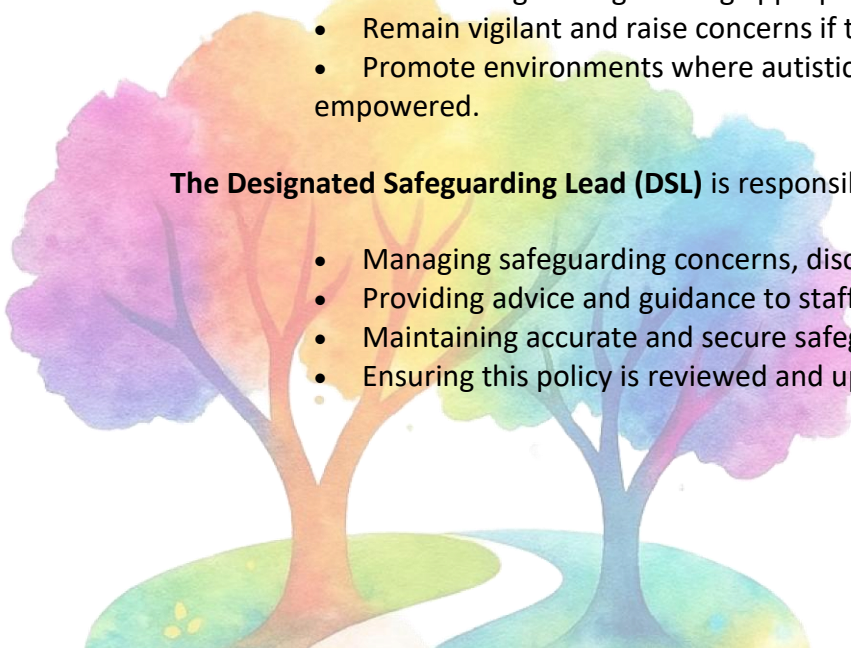 • Remain vigilant and raise concerns if t
• Promote environments where autistic
empowered.
The Designated Safeguarding Lead (DSL) is responsi
• Managing safeguarding concerns, disc
• Providing advice and guidance to staff
• Maintaining accurate and secure safeg
• Ensuring this policy is reviewed and up